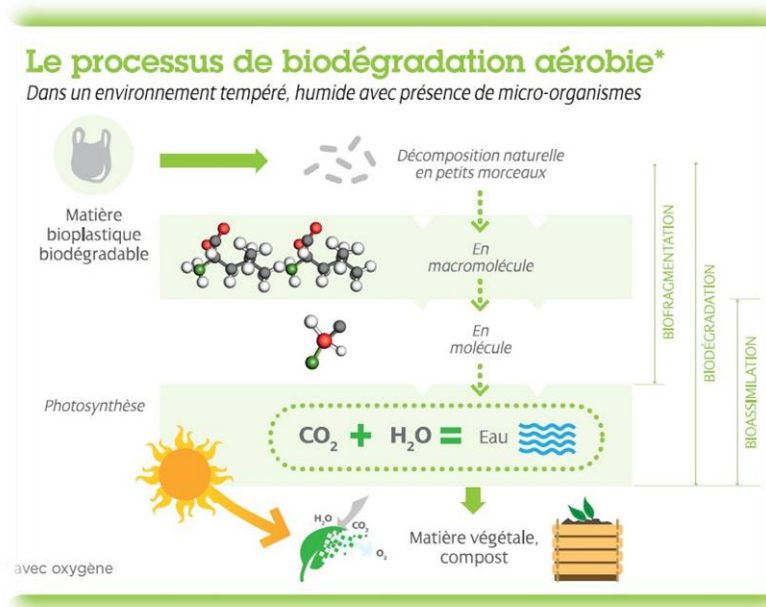 Le processus de biodégradation aérobie*
Dans un environnement tempéré, humide avec présence de micro-organismes
Matière
bioplastique
biodégradable
Décomposition naturelle
en petits morceaux
En
macromolécule
En
molécule
BIOFRAGMENTATION
BIODÉGRADATION
BIOASSIMILATION
Photosynthèse
CO₂ + H₂O = Eau
H₂O
CO₂
O₂
Matière végétale,
compost
* avec oxygène